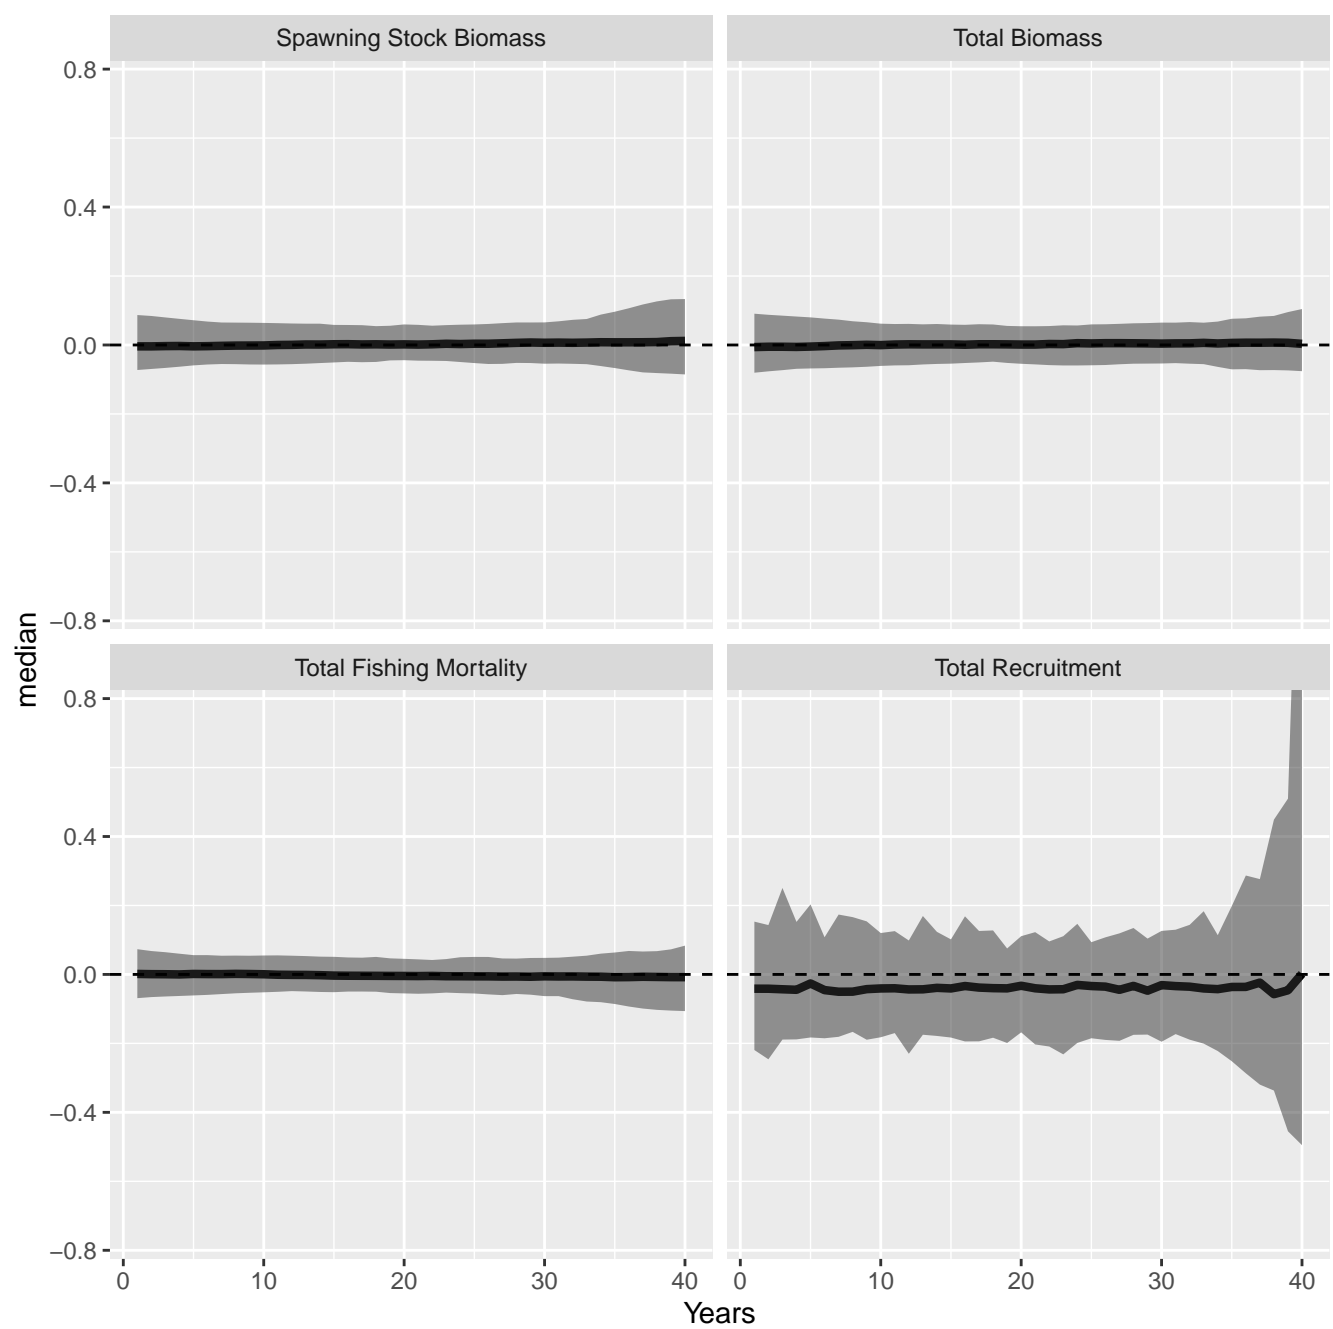 Spawning Stock Biomass
Total Biomass
0.8
0.4
0.0
−0.4
−0.8
median
Total Fishing Mortality
Total Recruitment
0.8
0.4
0.0
−0.4
−0.8
0 10 20 30 40
0 10 20 30 40
Years